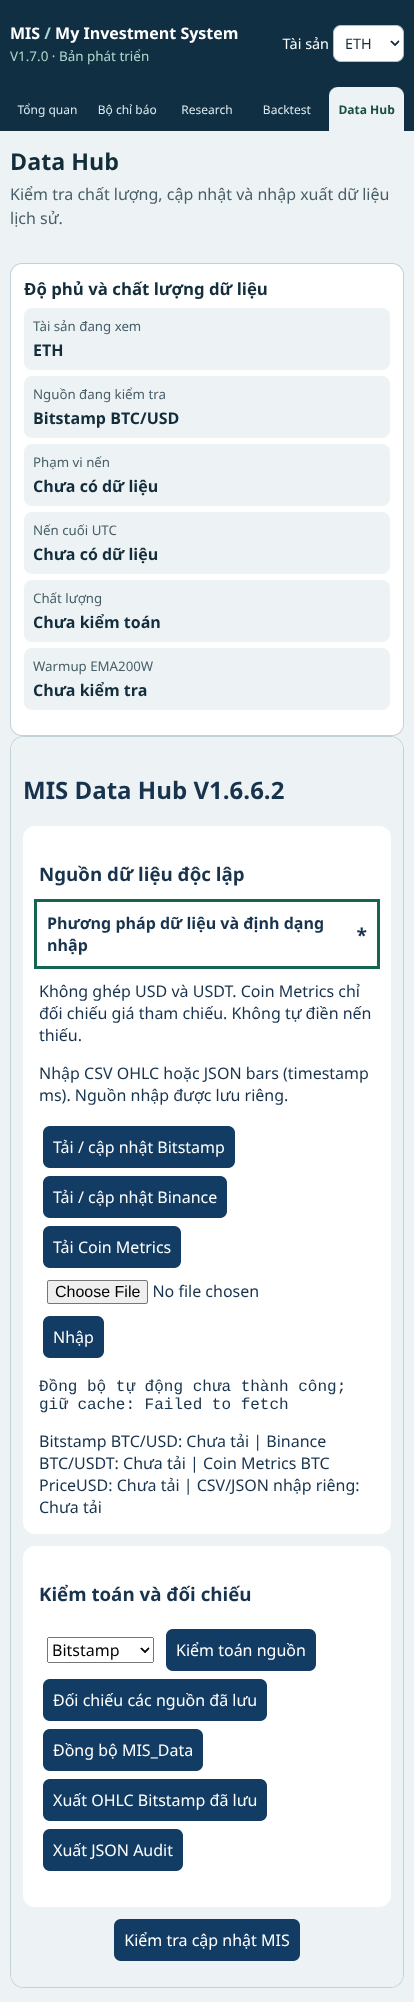 MIS / My Investment System
V1.7.0 · Bản phát triển
Tài sản ETH
Tổng quan Bộ chỉ báo Research Backtest Data Hub
Data Hub
Kiểm tra chất lượng, cập nhật và nhập xuất dữ liệu
lịch sử.
Độ phủ và chất lượng dữ liệu
Tài sản đang xem
ETH
Nguồn đang kiểm tra
Bitstamp BTC/USD
Phạm vi nến
Chưa có dữ liệu
Nến cuối UTC
Chưa có dữ liệu
Chất lượng
Chưa kiểm toán
Warmup EMA200W
Chưa kiểm tra
MIS Data Hub V1.6.6.2
Nguồn dữ liệu độc lập
Phương pháp dữ liệu và định dạng
nhập *
Không ghép USD và USDT. Coin Metrics chỉ
đối chiếu giá tham chiếu. Không tự điền nến
thiếu.
Nhập CSV OHLC hoặc JSON bars (timestamp
ms). Nguồn nhập được lưu riêng.
Tải / cập nhật Bitstamp
Tải / cập nhật Binance
Tải Coin Metrics
Choose File No file chosen
Nhập
Đồng bộ tự động chưa thành công;
giữ cache: Failed to fetch
Bitstamp BTC/USD: Chưa tải | Binance
BTC/USDT: Chưa tải | Coin Metrics BTC
PriceUSD: Chưa tải | CSV/JSON nhập riêng:
Chưa tải
Kiểm toán và đối chiếu
Bitstamp Kiểm toán nguồn
Đối chiếu các nguồn đã lưu
Đồng bộ MIS_Data
Xuất OHLC Bitstamp đã lưu
Xuất JSON Audit
Kiểm tra cập nhật MIS